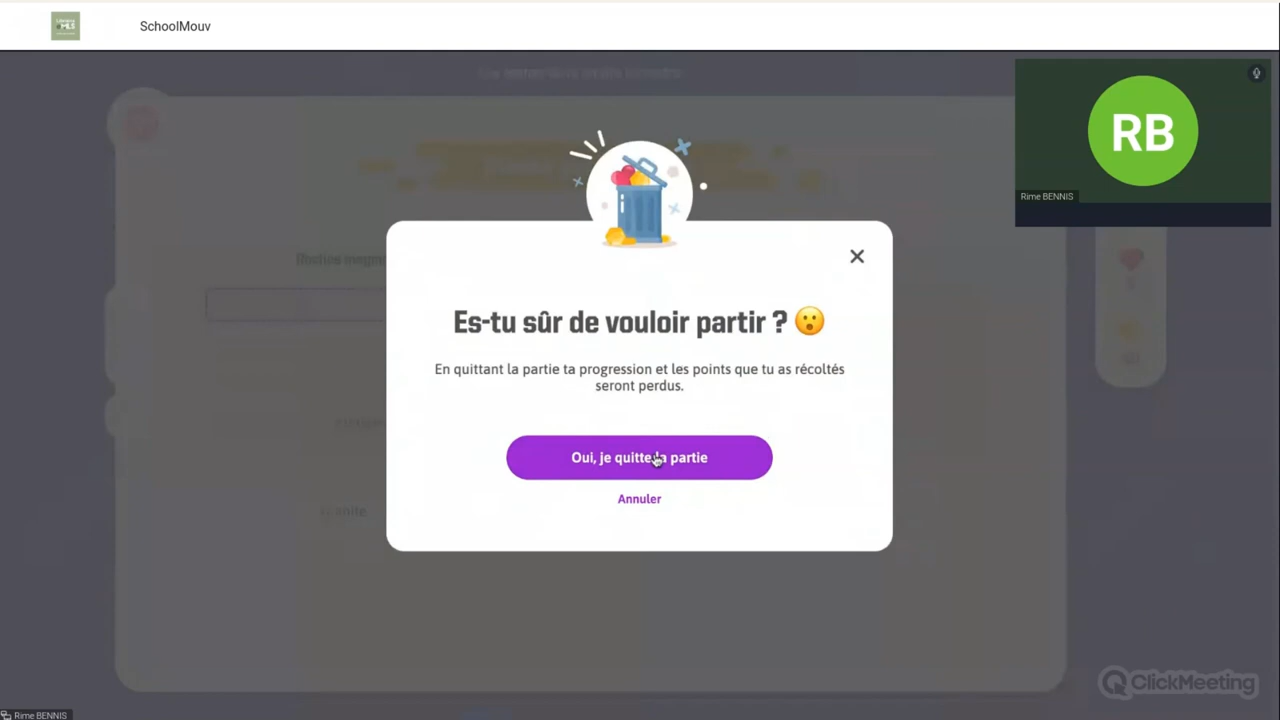 SchoolMouv
RB
Rime BENNIS
Es-tu sûr de vouloir partir ? 😮
En quittant la partie ta progression et les points que tu as récoltés
seront perdus.
Oui, je quitte la partie
Annuler
ClickMeeting
Rime BENNIS